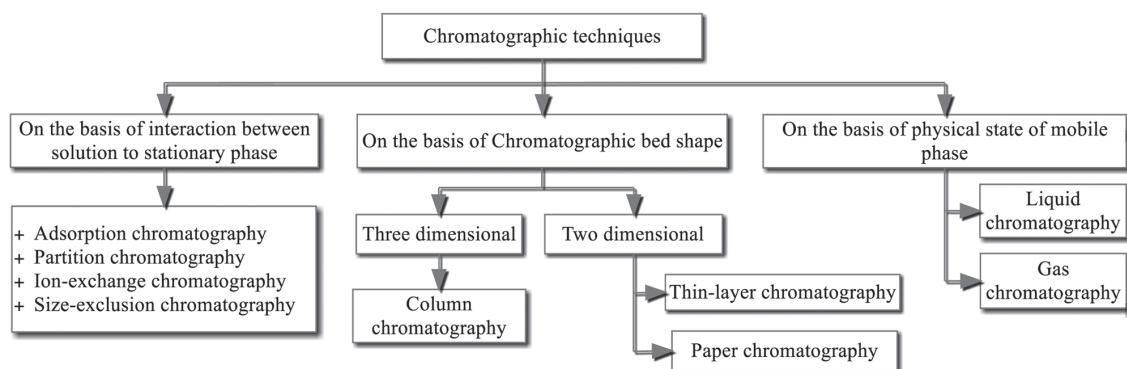 Chromatographic techniques
On the basis of interaction between
solution to stationary phase
+ Adsorption chromatography
+ Partition chromatography
+ Ion-exchange chromatography
+ Size-exclusion chromatography
On the basis of Chromatographic bed shape
Three dimensional
Column
chromatography
Two dimensional
Thin-layer chromatography
Paper chromatography
On the basis of physical state of mobile
phase
Liquid
chromatography
Gas
chromatography